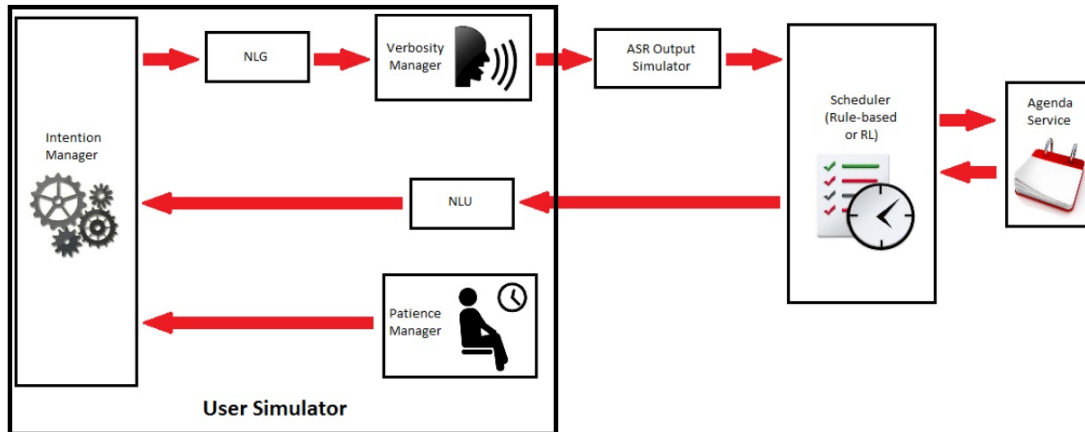 NLG
Verbosity
Manager
ASR Output
Simulator
Scheduler
(Rule-based
or RL)
Agenda
Service
Intention
Manager
NLU
Patience
Manager
User Simulator